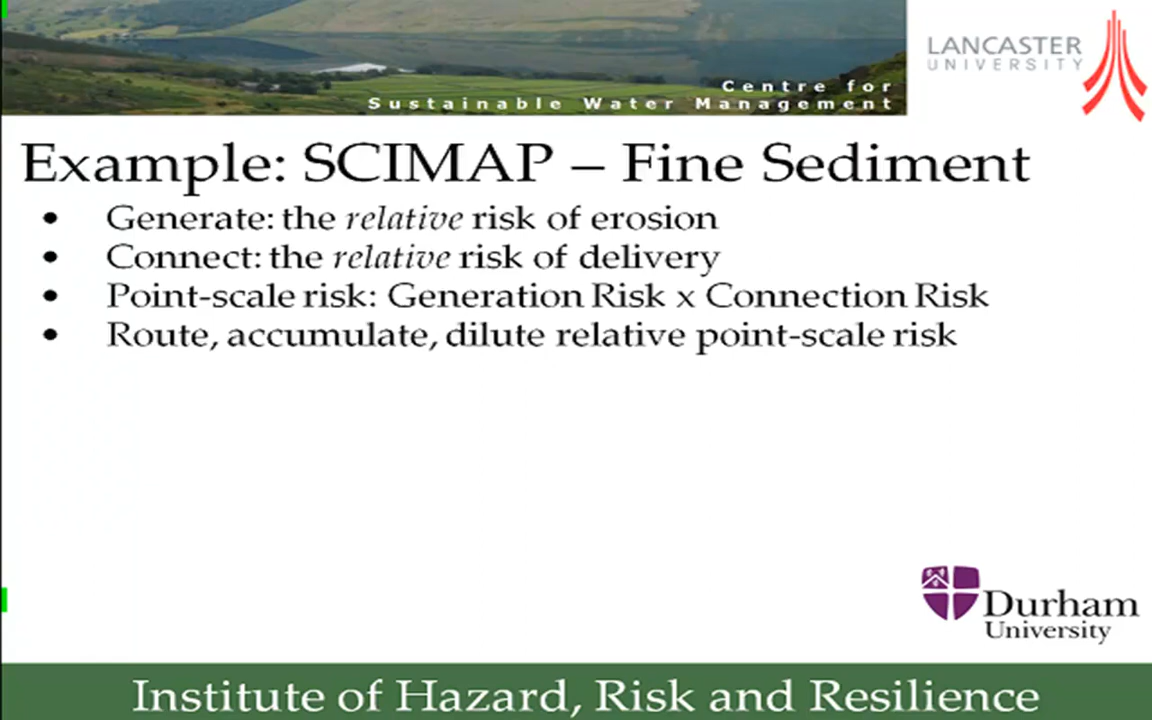 Centre for
Sustainable Water Management
LANCASTER
UNIVERSITY
Example: SCIMAP – Fine Sediment
• Generate: the relative risk of erosion
• Connect: the relative risk of delivery
• Point-scale risk: Generation Risk x Connection Risk
• Route, accumulate, dilute relative point-scale risk
Durham
University
Institute of Hazard, Risk and Resilience